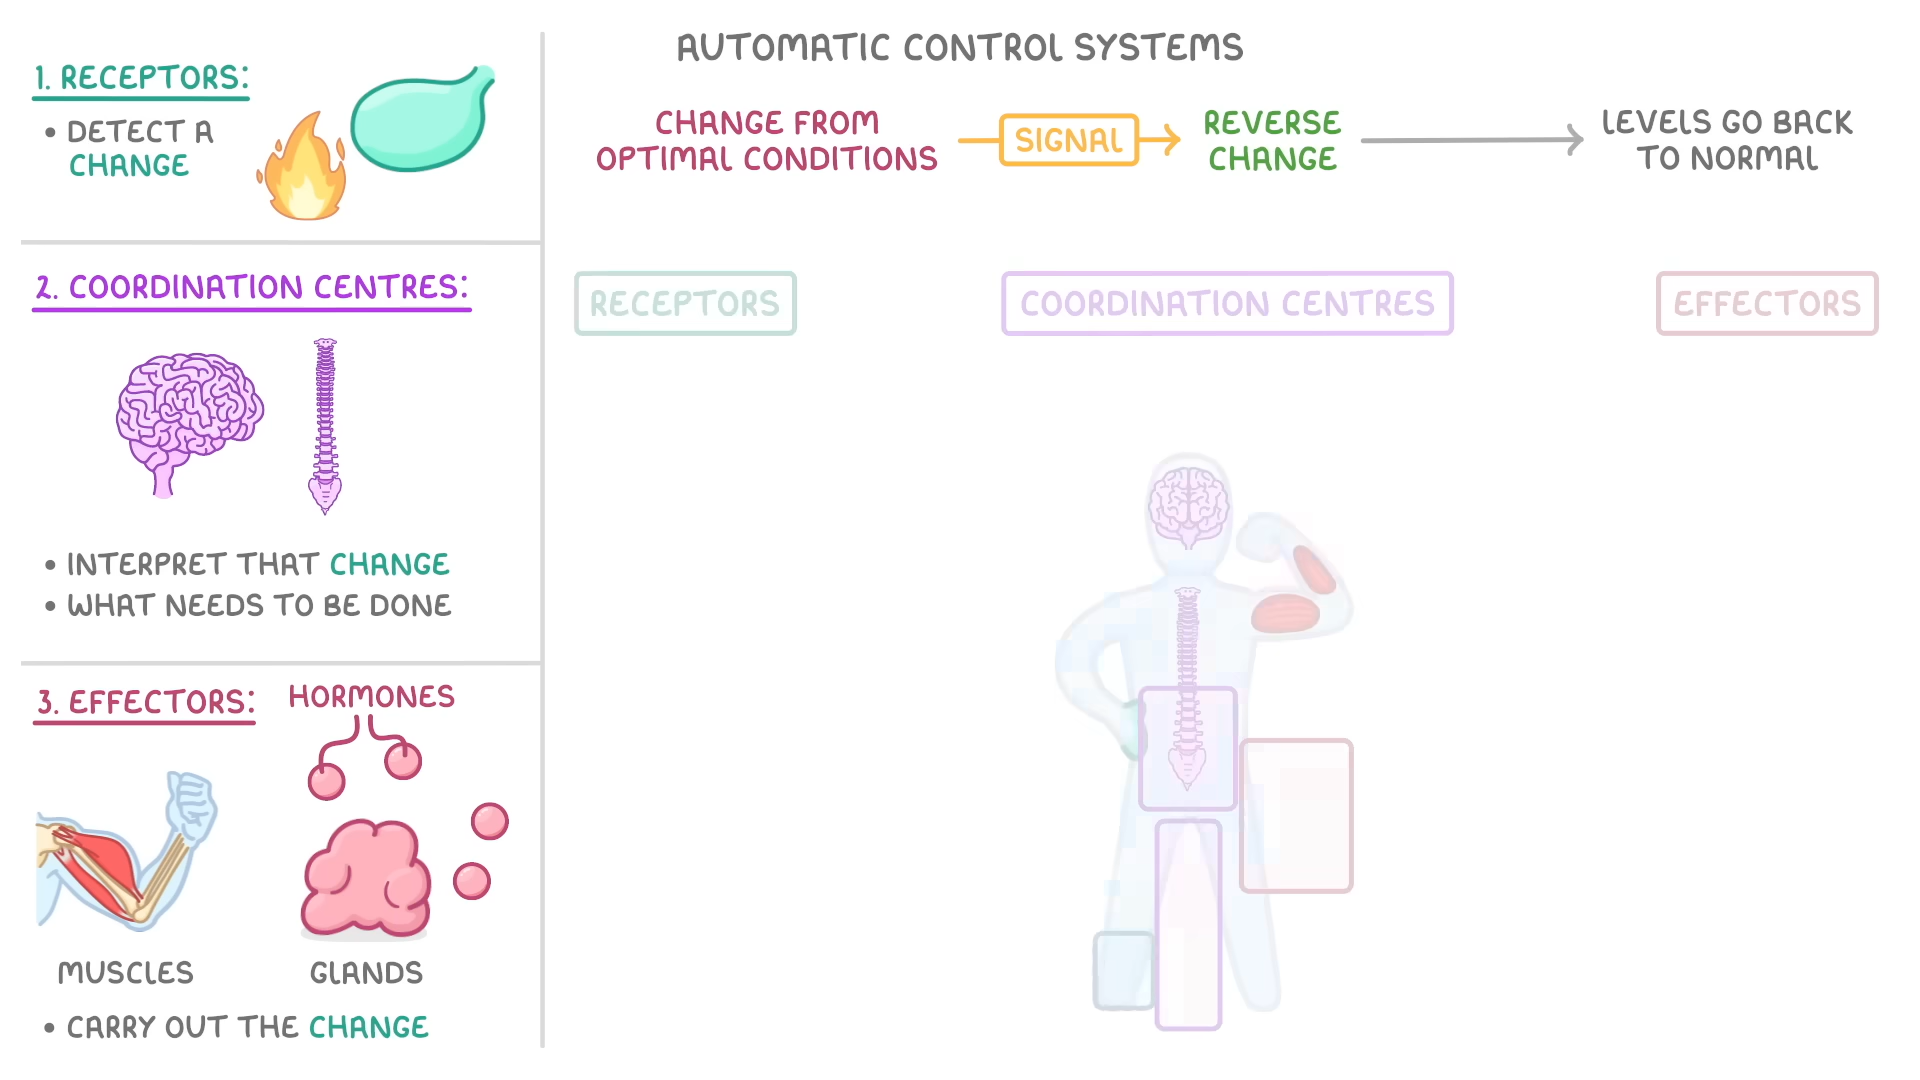 AUTOMATIC CONTROL SYSTEMS
1. RECEPTORS:
• DETECT A
CHANGE
CHANGE FROM
OPTIMAL CONDITIONS
SIGNAL
REVERSE
CHANGE
LEVELS GO BACK
TO NORMAL
RECEPTORS
COORDINATION CENTRES
EFFECTORS
2. COORDINATION CENTRES:
• INTERPRET THAT CHANGE
• WHAT NEEDS TO BE DONE
3. EFFECTORS:
HORMONES
MUSCLES
GLANDS
• CARRY OUT THE CHANGE